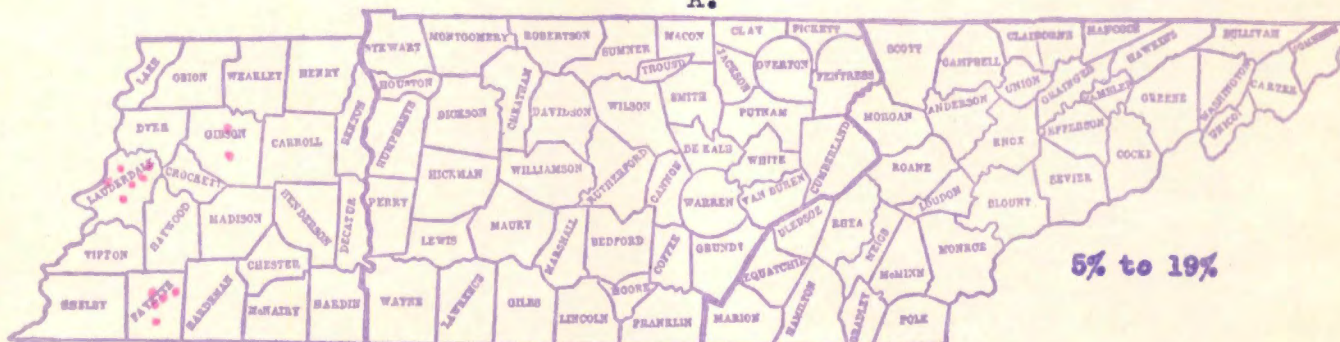 A.
LAKE
OBION
WEAKLEY
HENRY
STEWART
MONTGOMERY
ROBERTSON
SUMNER
MACON
CLAY
PICKETT
SCOTT
CAMPBELL
CLAIBORNE
HANCOCK
HAWKINS
SULLIVAN
JOHNSON
HOUSTON
TROUSD
JACKSON
OVERTON
FENTRESS
UNION
GRAINGER
HAMBLEN
GREENE
WASHINGTON
CARTER
UNICOI
DYER
GIBSON
CARROLL
BENTON
HUMPHREYS
DICKSON
CHEATHAM
DAVIDSON
WILSON
SMITH
PUTNAM
MORGAN
ANDERSON
KNOX
JEFFERSON
COCKE
LAUDERDALE
CROCKETT
HICKMAN
WILLIAMSON
RUTHERFORD
CANNON
DE KALB
WHITE
CUMBERLAND
ROANE
LOUDON
BLOUNT
SEVIER
TIPTON
HAYWOOD
MADISON
HENDERSON
DECATUR
PERRY
LEWIS
MAURY
MARSHALL
BEDFORD
COFFEE
WARREN
VAN BUREN
GRUNDY
BLEDSOE
RHEA
MEIGS
McMINN
MONROE
5% to 19%
SHELBY
FAYETTE
HARDEMAN
CHESTER
McNAIRY
HARDIN
WAYNE
LAWRENCE
GILES
LINCOLN
MOORE
FRANKLIN
MARION
EQUATCHIE
HAMILTON
BRADLEY
POLK